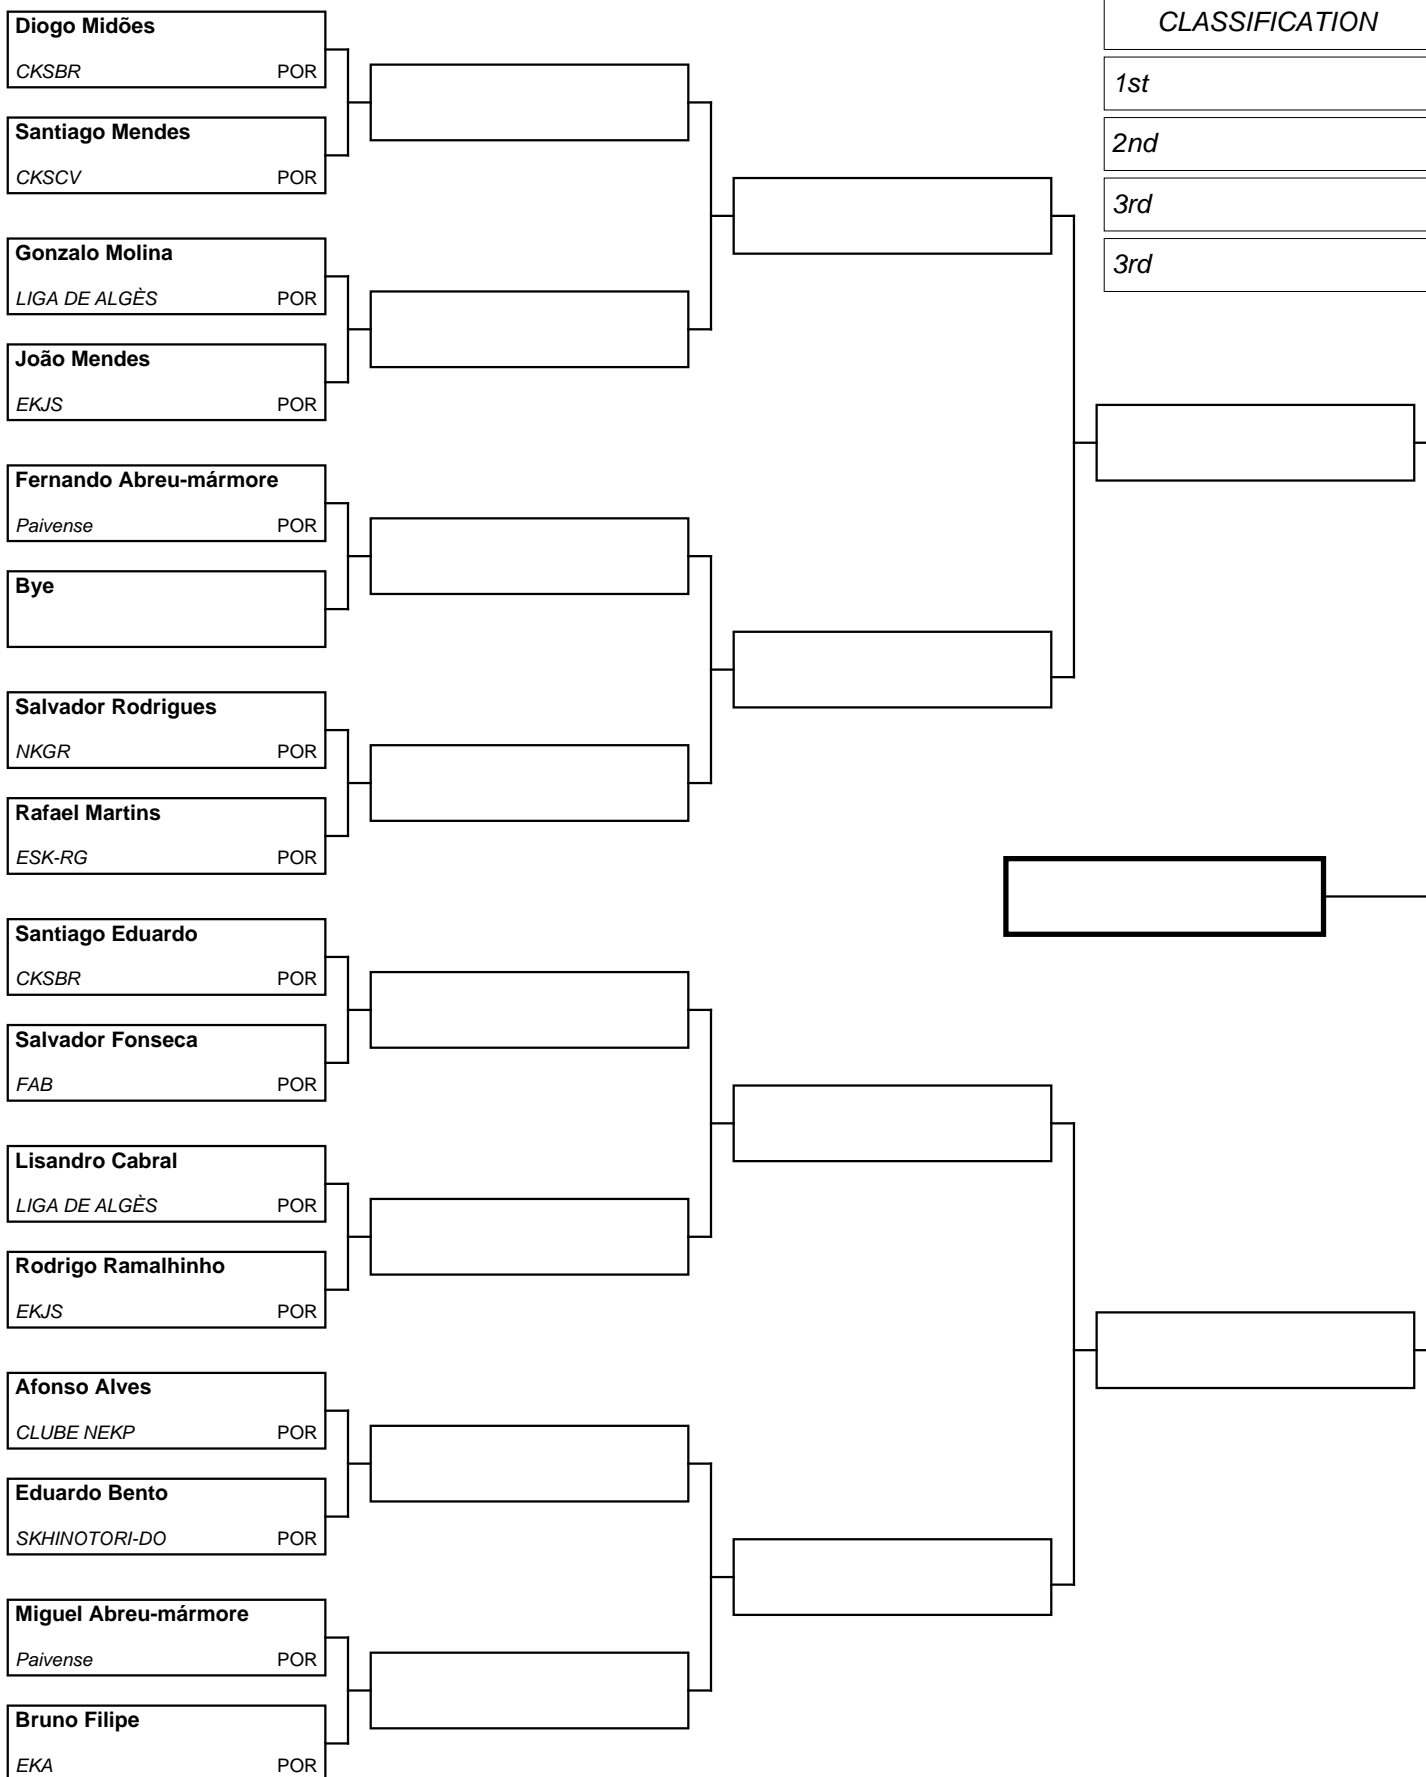 Diogo Midões
CKSBR POR
Santiago Mendes
CKSCV POR
Gonzalo Molina
LIGA DE ALGÈS POR
João Mendes
EKJS POR
Fernando Abreu-mármore
Paivense POR
Bye
Salvador Rodrigues
NKGR POR
Rafael Martins
ESK-RG POR
Santiago Eduardo
CKSBR POR
Salvador Fonseca
FAB POR
Lisandro Cabral
LIGA DE ALGÈS POR
Rodrigo Ramalhinho
EKJS POR
Afonso Alves
CLUBE NEKP POR
Eduardo Bento
SKHINOTORI-DO POR
Miguel Abreu-mármore
Paivense POR
Bruno Filipe
EKA POR
CLASSIFICATION
1st
2nd
3rd
3rd